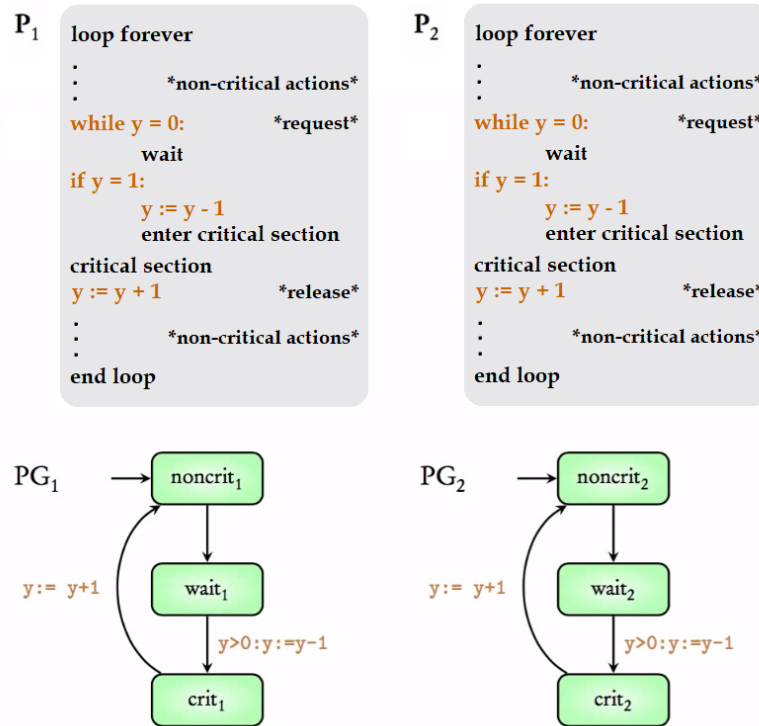 P1
loop forever
.
. *non-critical actions*
.
while y = 0: *request*
wait
if y = 1:
y := y - 1
enter critical section
critical section
y := y + 1 *release*
.
. *non-critical actions*
.
end loop
P2
loop forever
.
. *non-critical actions*
.
while y = 0: *request*
wait
if y = 1:
y := y - 1
enter critical section
critical section
y := y + 1 *release*
.
. *non-critical actions*
.
end loop
PG1
noncrit1
y:= y+1
wait1
y>0:y:=y-1
crit1
PG2
noncrit2
y:= y+1
wait2
y>0:y:=y-1
crit2